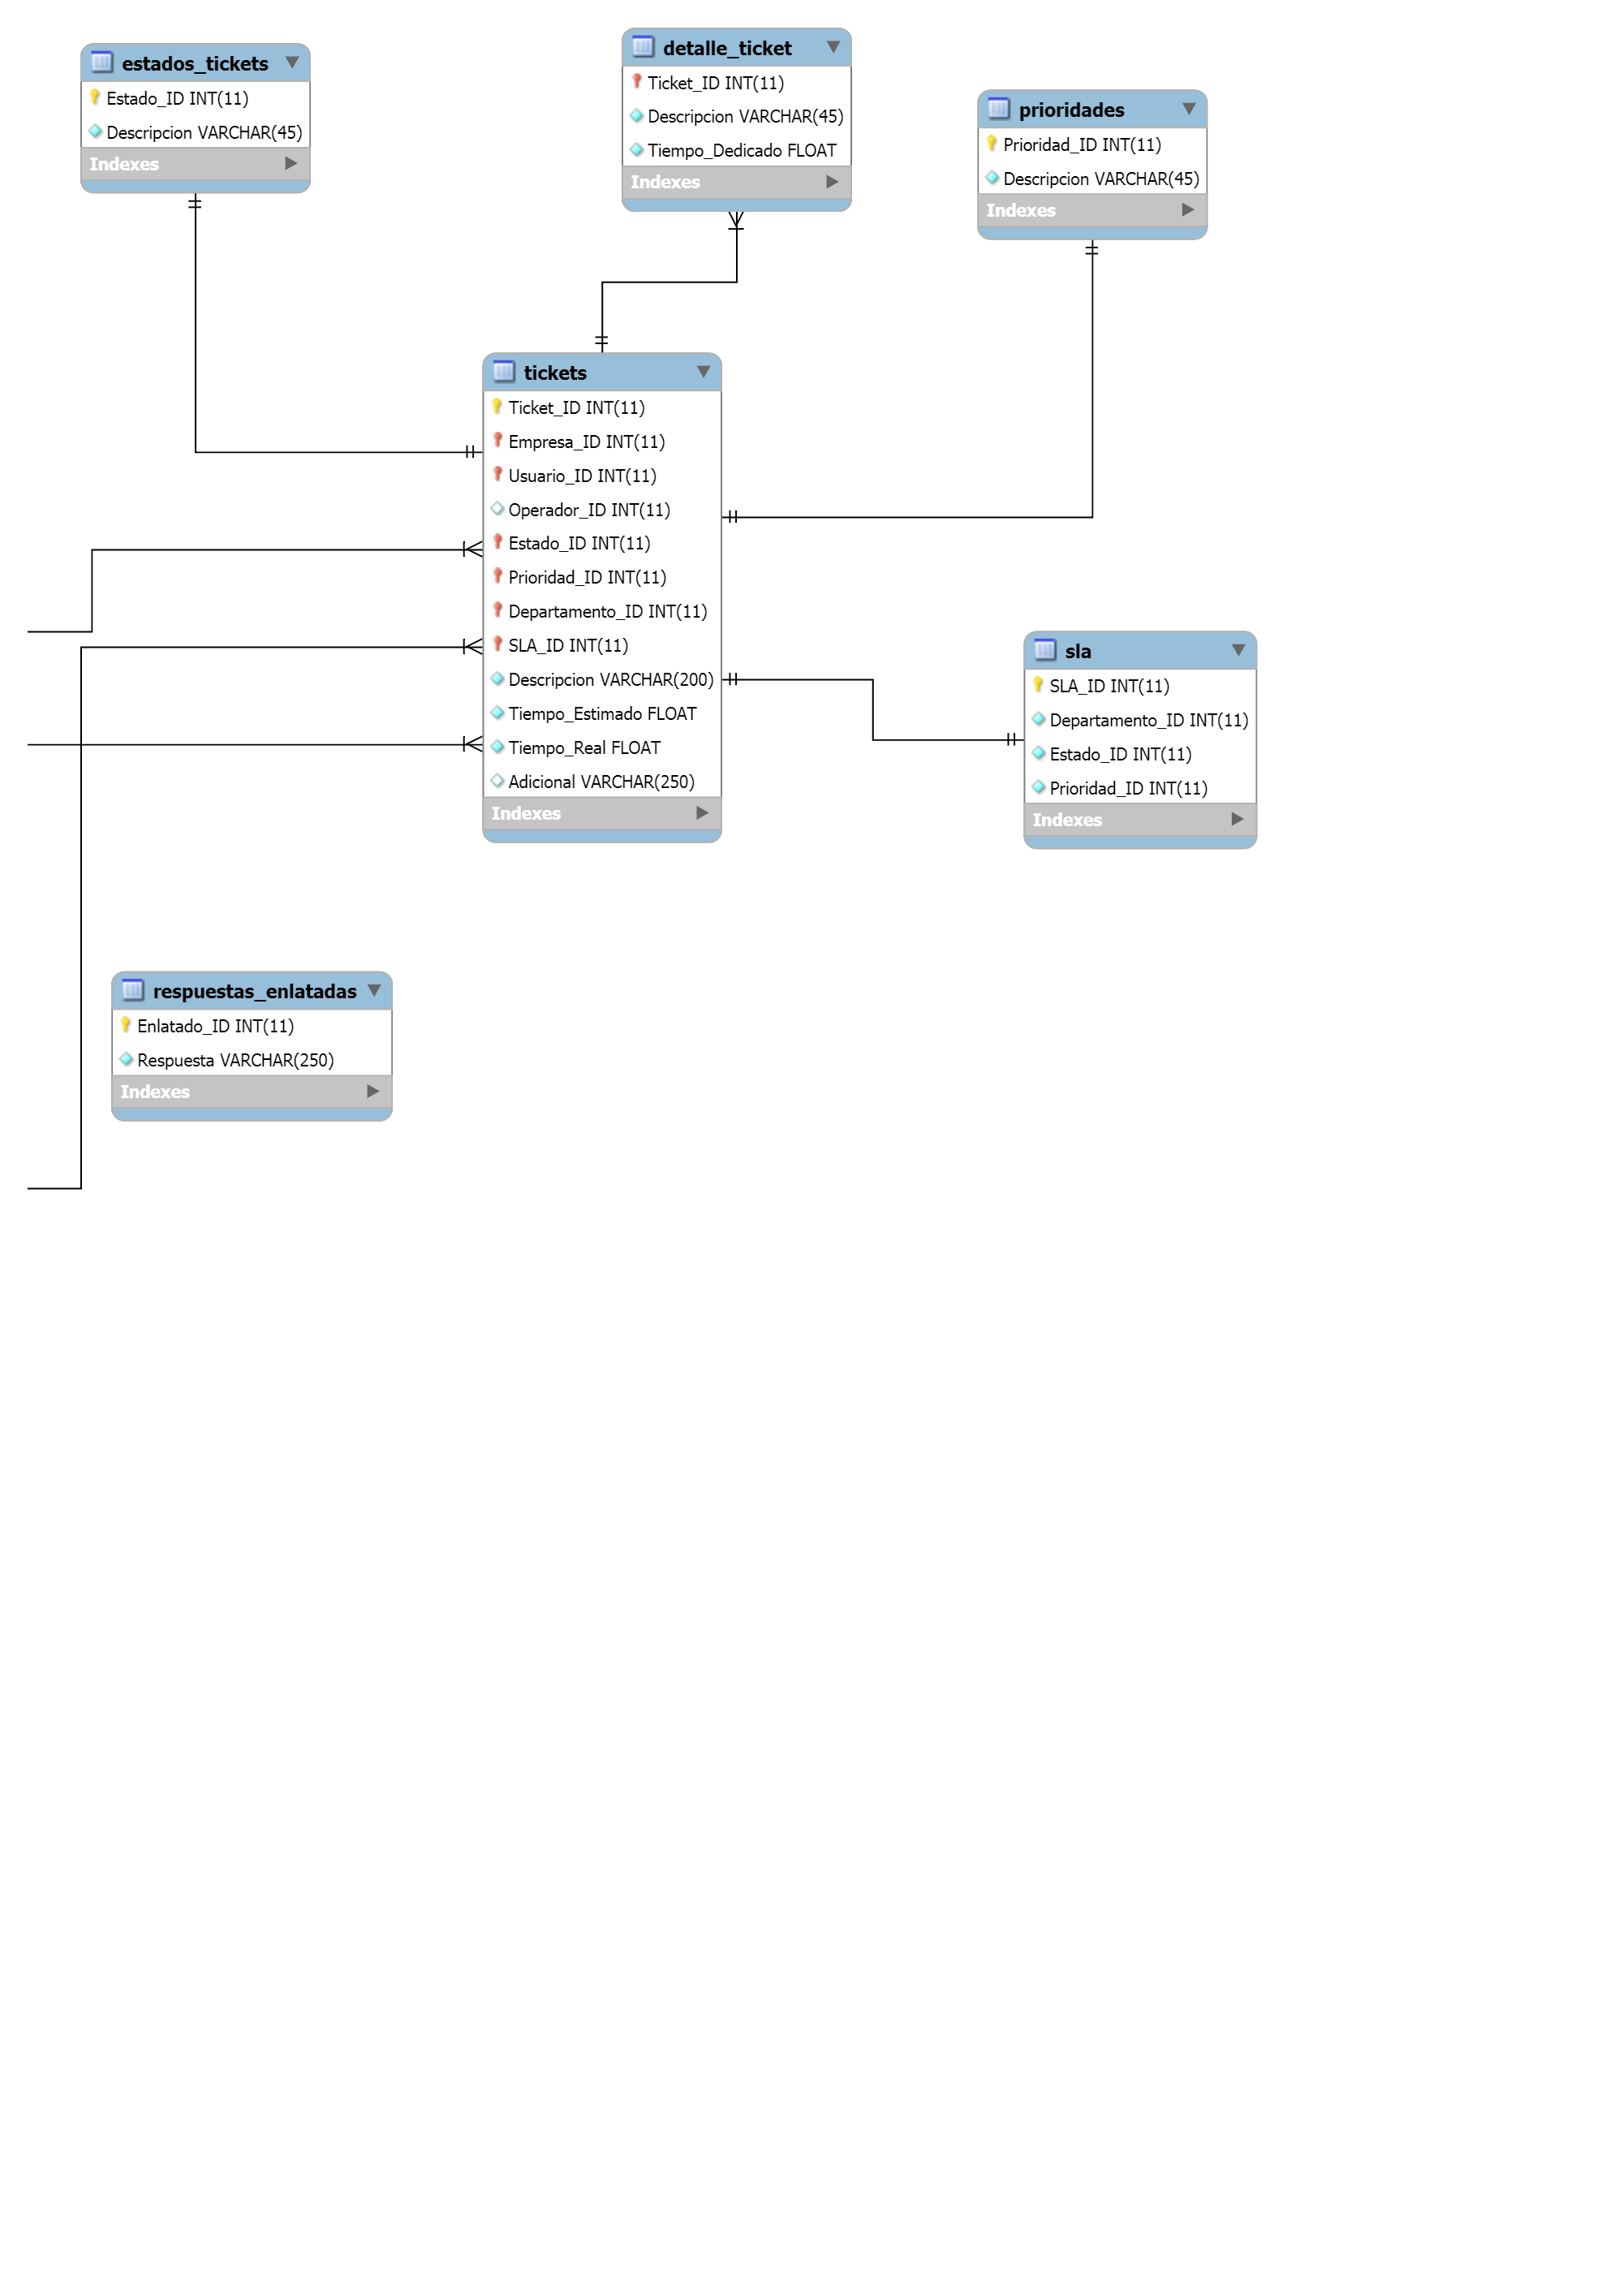 estados_tickets
Estado_ID INT(11)
Descripcion VARCHAR(45)
Indexes
detalle_ticket
Ticket_ID INT(11)
Descripcion VARCHAR(45)
Tiempo_Dedicado FLOAT
Indexes
prioridades
Prioridad_ID INT(11)
Descripcion VARCHAR(45)
Indexes
tickets
Ticket_ID INT(11)
Empresa_ID INT(11)
Usuario_ID INT(11)
Operador_ID INT(11)
Estado_ID INT(11)
Prioridad_ID INT(11)
Departamento_ID INT(11)
SLA_ID INT(11)
Descripcion VARCHAR(200)
Tiempo_Estimado FLOAT
Tiempo_Real FLOAT
Adicional VARCHAR(250)
Indexes
sla
SLA_ID INT(11)
Departamento_ID INT(11)
Estado_ID INT(11)
Prioridad_ID INT(11)
Indexes
respuestas_enlatadas
Enlatado_ID INT(11)
Respuesta VARCHAR(250)
Indexes